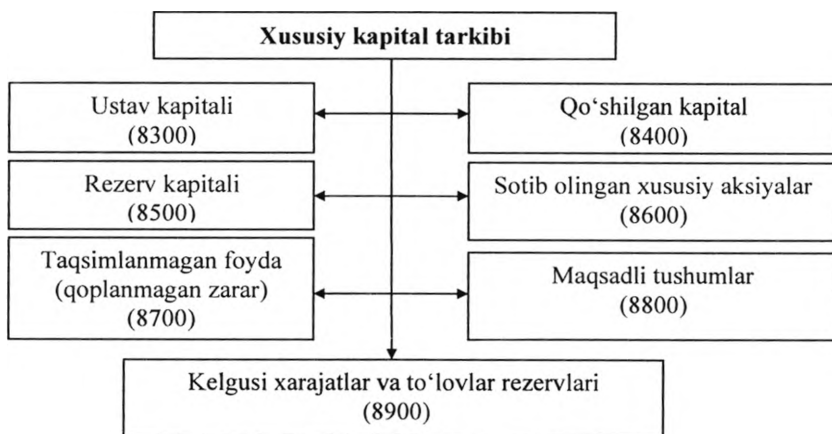 Xususiy kapital tarkibi
Ustav kapitali
(8300)
Qo‘shilgan kapital
(8400)
Rezerv kapitali
(8500)
Sotib olingan xususiy aksiyalar
(8600)
Taqsimlanmagan foyda
(qoplanmagan zarar)
(8700)
Maqsadli tushumlar
(8800)
Kelgusi xarajatlar va to‘lovlar rezervlari
(8900)